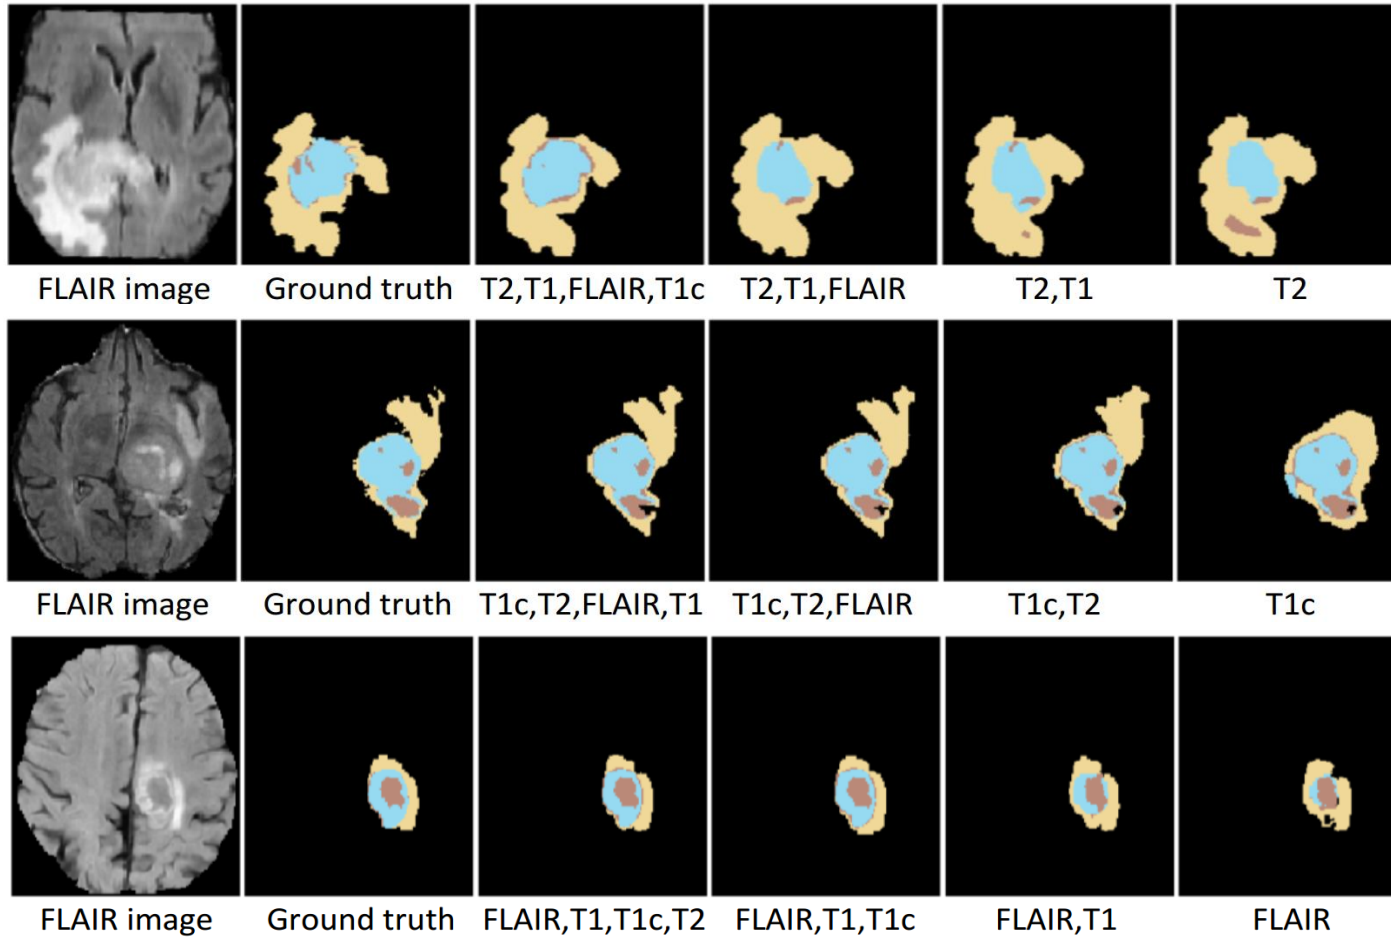 FLAIR image Ground truth T2,T1,FLAIR,T1c T2,T1,FLAIR T2,T1 T2
FLAIR image Ground truth T1c,T2,FLAIR,T1 T1c,T2,FLAIR T1c,T2 T1c
FLAIR image Ground truth FLAIR,T1,T1c,T2 FLAIR,T1,T1c FLAIR,T1 FLAIR